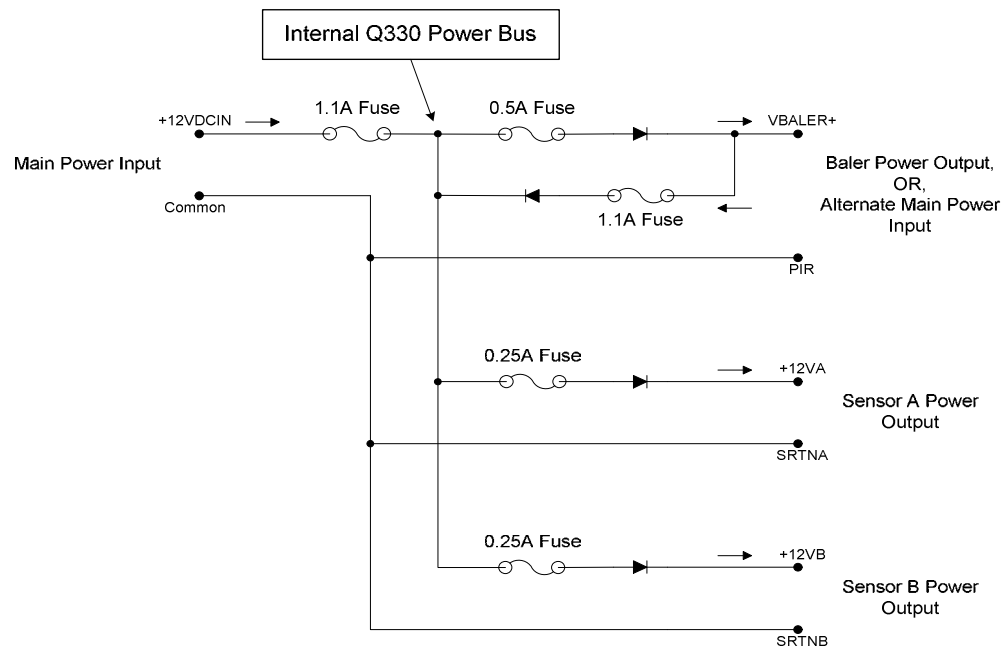 Internal Q330 Power Bus
1.1A Fuse
0.5A Fuse
+12VDCIN
VBALER+
Main Power Input
Baler Power Output,
OR,
Alternate Main Power
Input
Common
1.1A Fuse
PIR
0.25A Fuse
+12VA
Sensor A Power
Output
SRTNA
0.25A Fuse
+12VB
Sensor B Power
Output
SRTNB